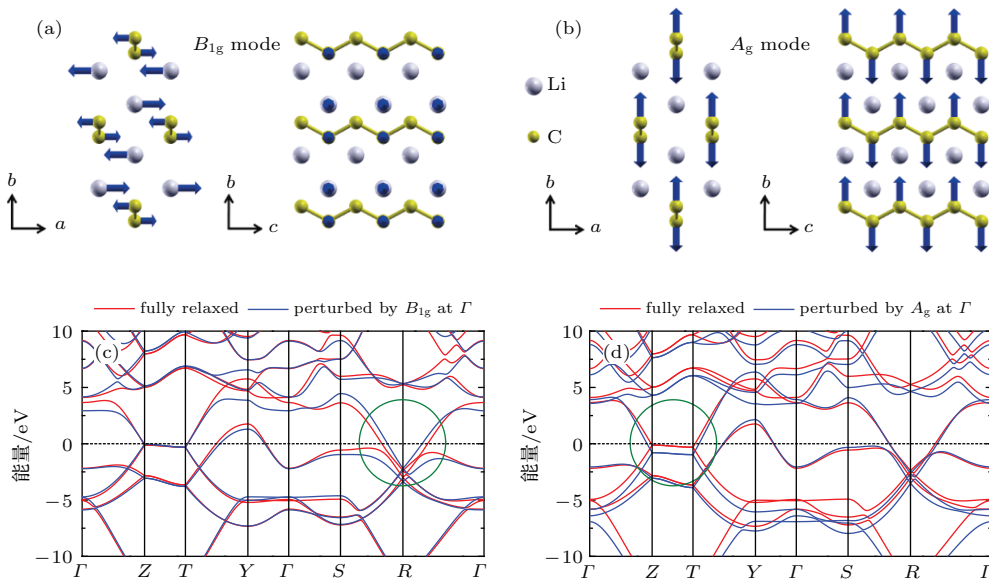 (a) B1g mode
b
a
b
c
(b) Ag mode
Li
C
b
a
b
c
fully relaxed perturbed by B1g at Γ
(c)
10
5
0
−5
−10
能量/eV
Γ Z T Y Γ S R Γ
fully relaxed perturbed by Ag at Γ
(d)
10
5
0
−5
−10
能量/eV
Γ Z T Y Γ S R Γ